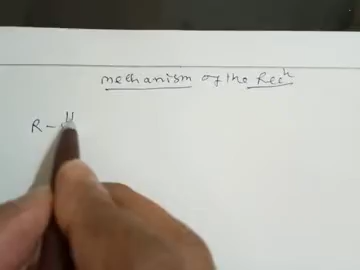 mechanism of the Recⁿ
R –